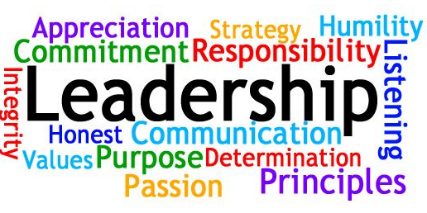 Appreciation Strategy Humility
Commitment Responsibility
Integrity Leadership Listening
Honest Communication
Values Purpose Determination
Passion Principles